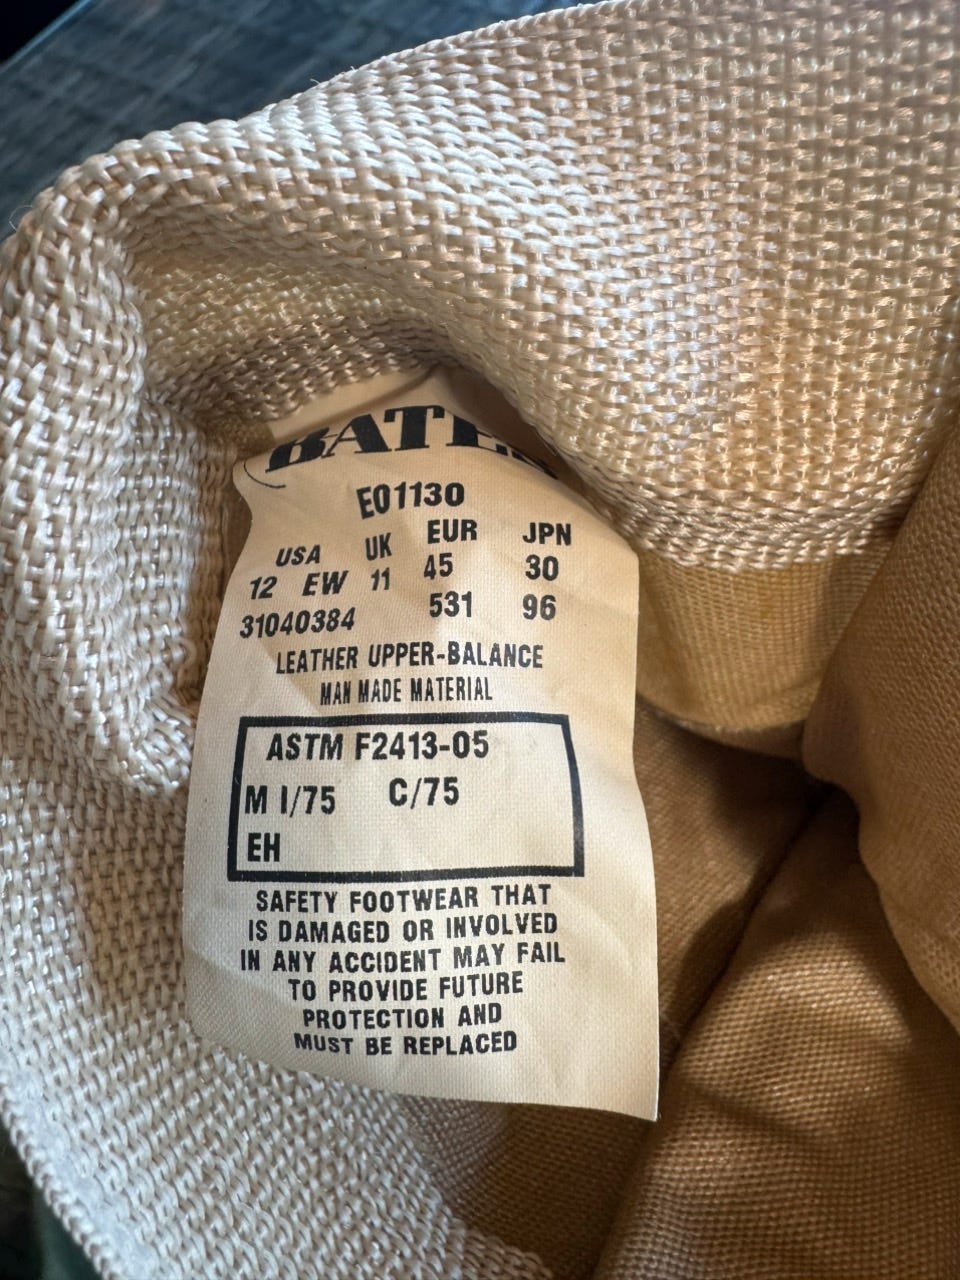 BATES
E01130
USA UK EUR JPN
12 EW 11 45 30
31040384 531 96
LEATHER UPPER-BALANCE
MAN MADE MATERIAL
ASTM F2413-05
M I/75 C/75
EH
SAFETY FOOTWEAR THAT
IS DAMAGED OR INVOLVED
IN ANY ACCIDENT MAY FAIL
TO PROVIDE FUTURE
PROTECTION AND
MUST BE REPLACED